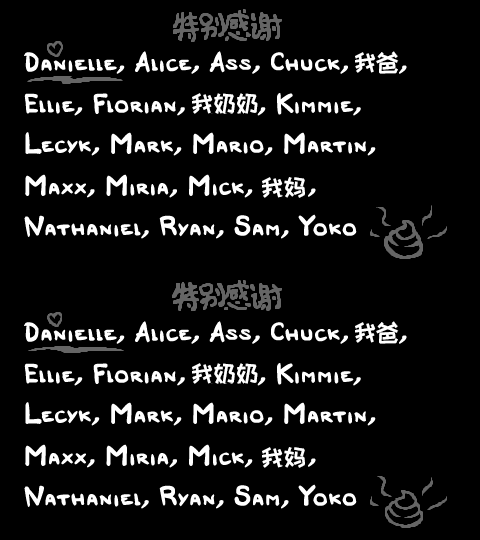 特别感谢
Danielle, Alice, Ass, Chuck, 我爸,
Ellie, Florian, 我奶奶, Kimmie,
Lecyk, Mark, Mario, Martin,
Maxx, Miria, Mick, 我妈,
Nathaniel, Ryan, Sam, Yoko
特别感谢
Danielle, Alice, Ass, Chuck, 我爸,
Ellie, Florian, 我奶奶, Kimmie,
Lecyk, Mark, Mario, Martin,
Maxx, Miria, Mick, 我妈,
Nathaniel, Ryan, Sam, Yoko